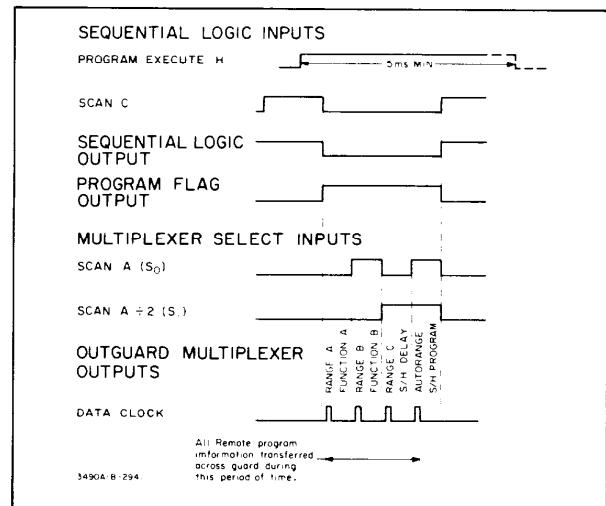 SEQUENTIAL LOGIC INPUTS
PROGRAM EXECUTE H
5ms MIN
SCAN C
SEQUENTIAL LOGIC
OUTPUT
PROGRAM FLAG
OUTPUT
MULTIPLEXER SELECT INPUTS
SCAN A (S0)
SCAN A ÷ 2 (S1)
OUTGUARD MULTIPLEXER
OUTPUTS
RANGE A
FUNCTION A
RANGE B
FUNCTION B
RANGE C
S/H DELAY
AUTORANGE
S/H PROGRAM
DATA CLOCK
All Remote program
imformation transferred
across guard during
this period of time.
3490A-B-294